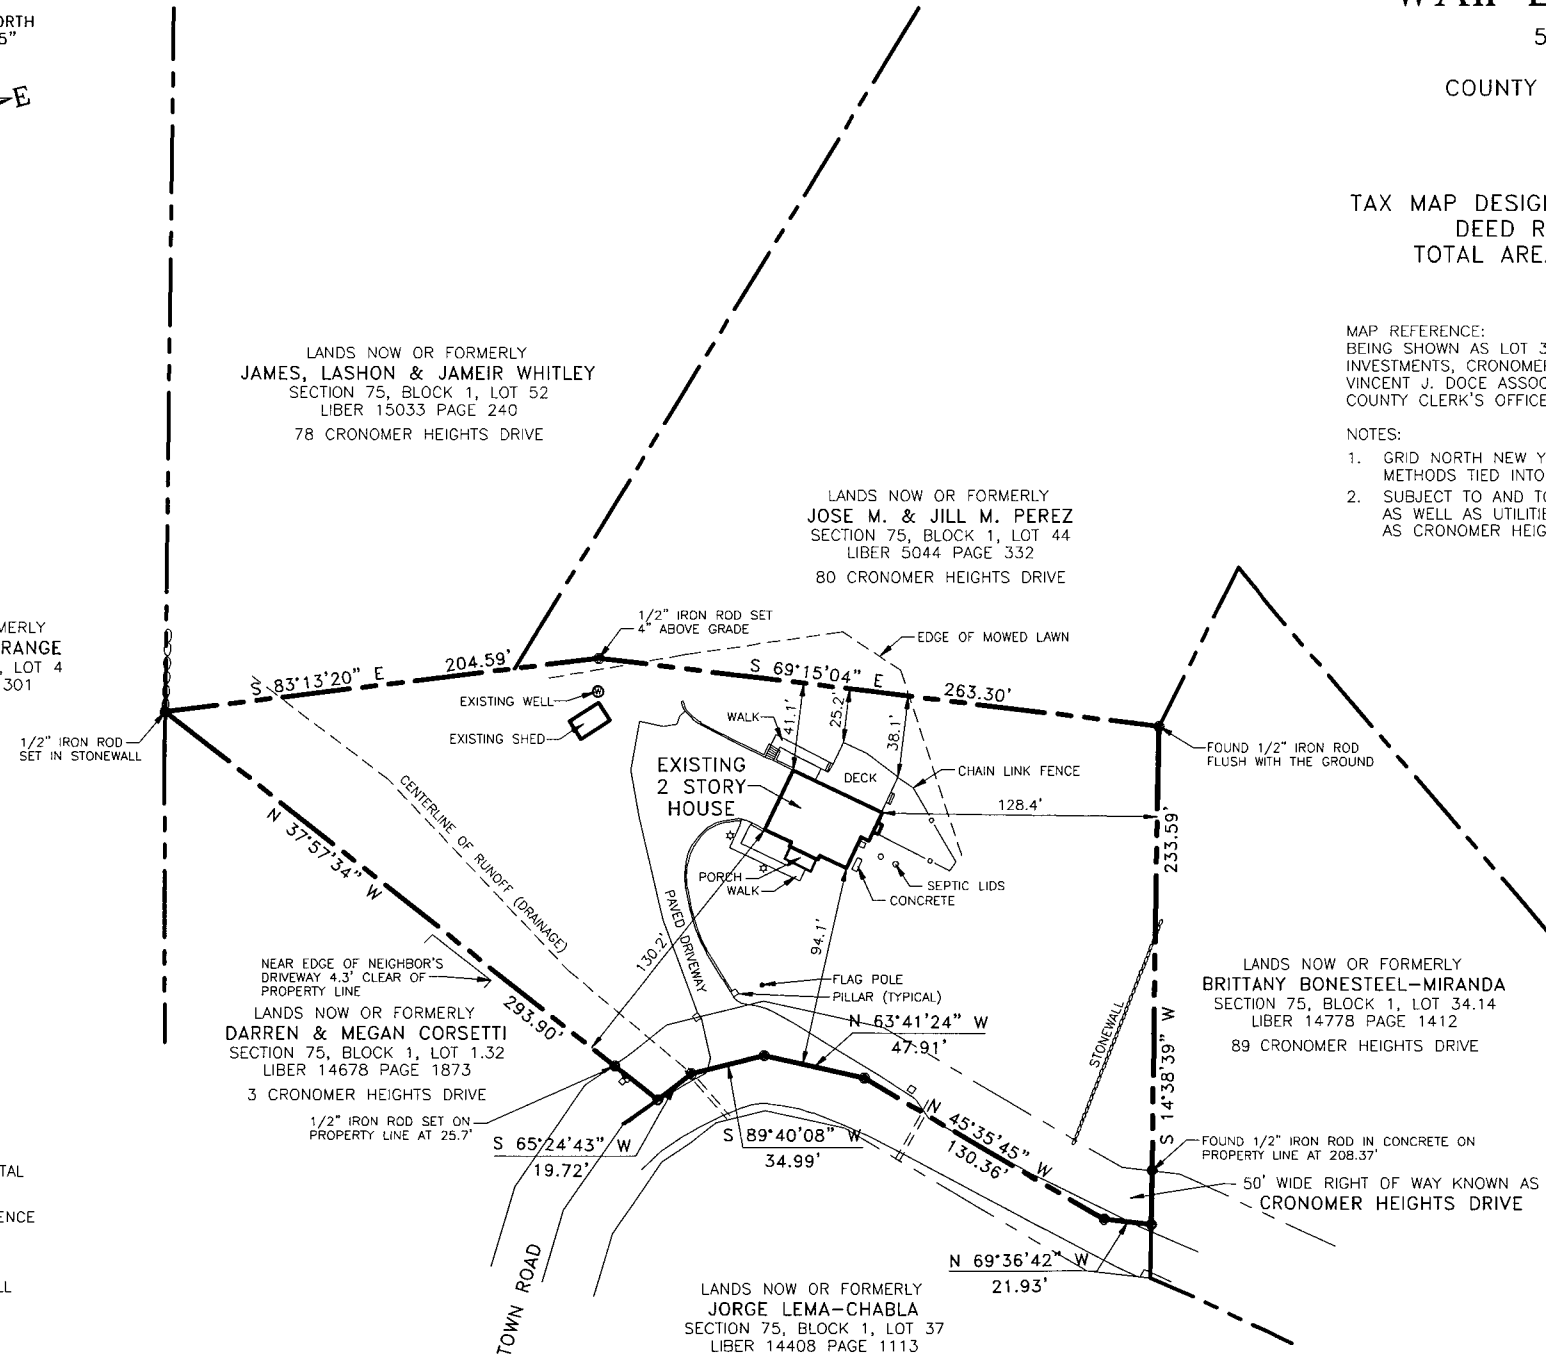 COUNTY
TAX MAP DESIG
DEED R
TOTAL ARE
MAP REFERENCE:
BEING SHOWN AS LOT 3
INVESTMENTS, CRONOMER
VINCENT J. DOCE ASSOC
COUNTY CLERK'S OFFICE
NOTES:
1. GRID NORTH NEW Y
METHODS TIED INTO
2. SUBJECT TO AND TO
AS WELL AS UTILITIE
AS CRONOMER HEIG
ORTH
5"
E
LANDS NOW OR FORMERLY
JAMES, LASHON & JAMEIR WHITLEY
SECTION 75, BLOCK 1, LOT 52
LIBER 15033 PAGE 240
78 CRONOMER HEIGHTS DRIVE
LANDS NOW OR FORMERLY
JOSE M. & JILL M. PEREZ
SECTION 75, BLOCK 1, LOT 44
LIBER 5044 PAGE 332
80 CRONOMER HEIGHTS DRIVE
MERLY
RANGE
, LOT 4
301
1/2" IRON ROD SET
4" ABOVE GRADE
EDGE OF MOWED LAWN
S 83°13'20" E
204.59'
S 69°15'04" E
263.30'
EXISTING WELL
W
EXISTING SHED
1/2" IRON ROD
SET IN STONEWALL
WALK
41.1'
25.2'
38.1'
DECK
CHAIN LINK FENCE
FOUND 1/2" IRON ROD
FLUSH WITH THE GROUND
EXISTING
2 STORY
HOUSE
128.4'
233.59'
CENTERLINE OF RUNOFF (DRAINAGE)
N 37°57'34" W
PORCH
WALK
SEPTIC LIDS
CONCRETE
PAVED DRIVEWAY
130.2'
94.1'
NEAR EDGE OF NEIGHBOR'S
DRIVEWAY 4.3' CLEAR OF
PROPERTY LINE
293.90'
FLAG POLE
PILLAR (TYPICAL)
LANDS NOW OR FORMERLY
DARREN & MEGAN CORSETTI
SECTION 75, BLOCK 1, LOT 1.32
LIBER 14678 PAGE 1873
3 CRONOMER HEIGHTS DRIVE
N 63°41'24" W
47.91'
LANDS NOW OR FORMERLY
BRITTANY BONESTEEL-MIRANDA
SECTION 75, BLOCK 1, LOT 34.14
LIBER 14778 PAGE 1412
89 CRONOMER HEIGHTS DRIVE
STONEWALL
S 14°38'39" W
1/2" IRON ROD SET ON
PROPERTY LINE AT 25.7'
S 65°24'43" W
19.72'
S 89°40'08" W
34.99'
N 45°35'45" W
130.36'
FOUND 1/2" IRON ROD IN CONCRETE ON
PROPERTY LINE AT 208.37'
50' WIDE RIGHT OF WAY KNOWN AS
CRONOMER HEIGHTS DRIVE
TAL
ENCE
LL
TOWN ROAD
N 69°36'42" W
21.93'
LANDS NOW OR FORMERLY
JORGE LEMA-CHABLA
SECTION 75, BLOCK 1, LOT 37
LIBER 14408 PAGE 1113